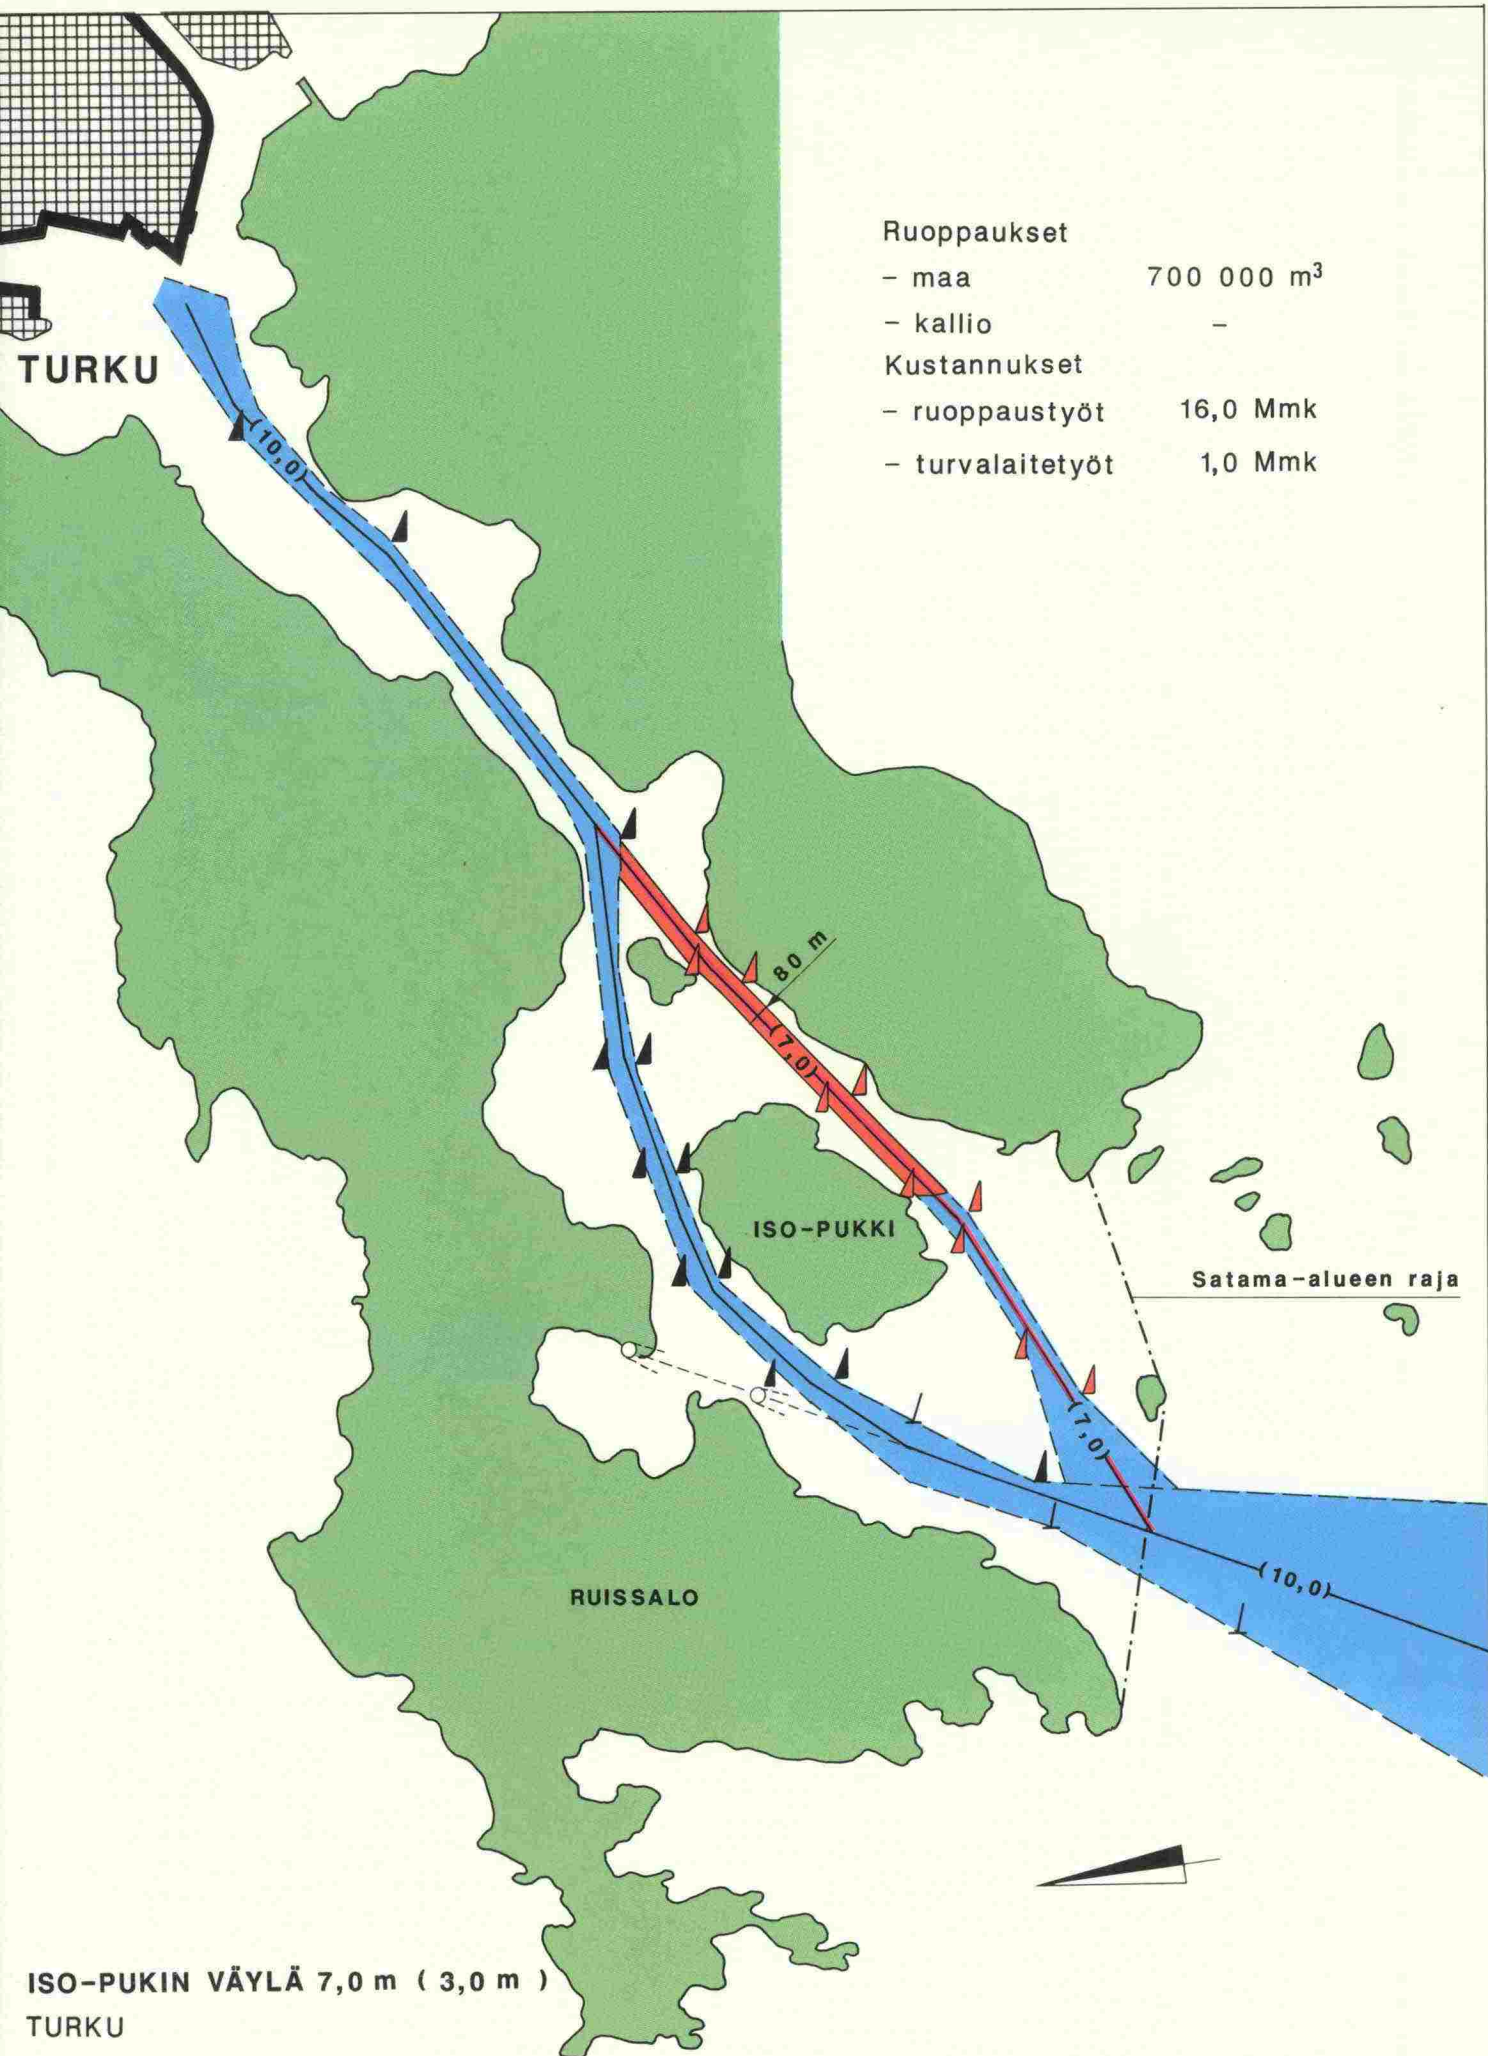 Ruoppaukset
- maa 700 000 m³
- kallio -
Kustannukset
- ruoppaustyöt 16,0 Mmk
- turvalaitetyöt 1,0 Mmk
TURKU
(10,0)
80 m
(7,0)
ISO-PUKKI
Satama-alueen raja
(7,0)
(10,0)
RUISSALO
ISO-PUKIN VÄYLÄ 7,0 m ( 3,0 m )
TURKU